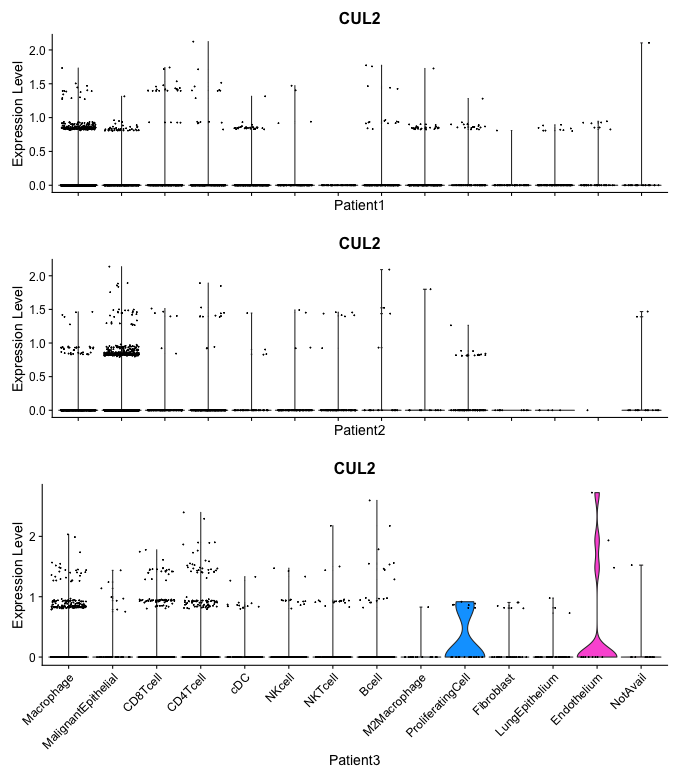 CUL2
Expression Level
2.0
1.5
1.0
0.5
0.0
Patient1
CUL2
Expression Level
2.0
1.5
1.0
0.5
0.0
Patient2
CUL2
Expression Level
2
1
0
Macrophage
MalignantEpithelial
CD8Tcell
CD4Tcell
cDC
NKcell
NKTcell
Bcell
M2Macrophage
ProliferatingCell
Fibroblast
LungEpithelium
Endothelium
NotAvail
Patient3